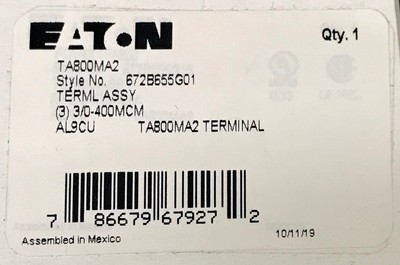 EATON
Qty. 1
TA800MA2
Style No. 672B655G01
TERML ASSY
(3) 3/0-400MCM
AL9CU TA800MA2 TERMINAL
7 86679 67927 2
Assembled in Mexico
10/11/19